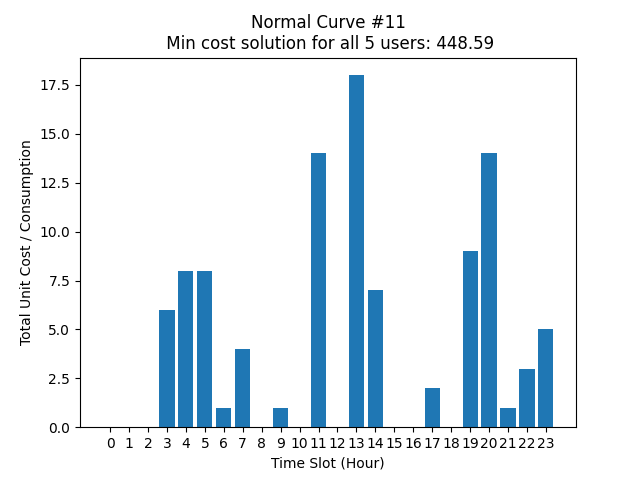 Normal Curve #11
Min cost solution for all 5 users: 448.59
Total Unit Cost / Consumption
17.5
15.0
12.5
10.0
7.5
5.0
2.5
0.0
0 1 2 3 4 5 6 7 8 9 10 11 12 13 14 15 16 17 18 19 20 21 22 23
Time Slot (Hour)